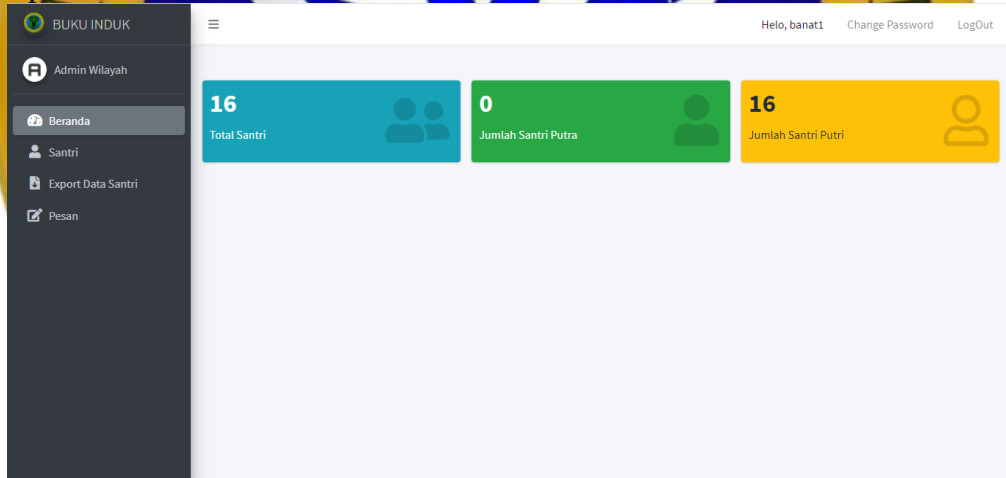 BUKU INDUK
Helo, banat1 Change Password LogOut
Admin Wilayah
Beranda
Santri
Export Data Santri
Pesan
16
Total Santri
0
Jumlah Santri Putra
16
Jumlah Santri Putri